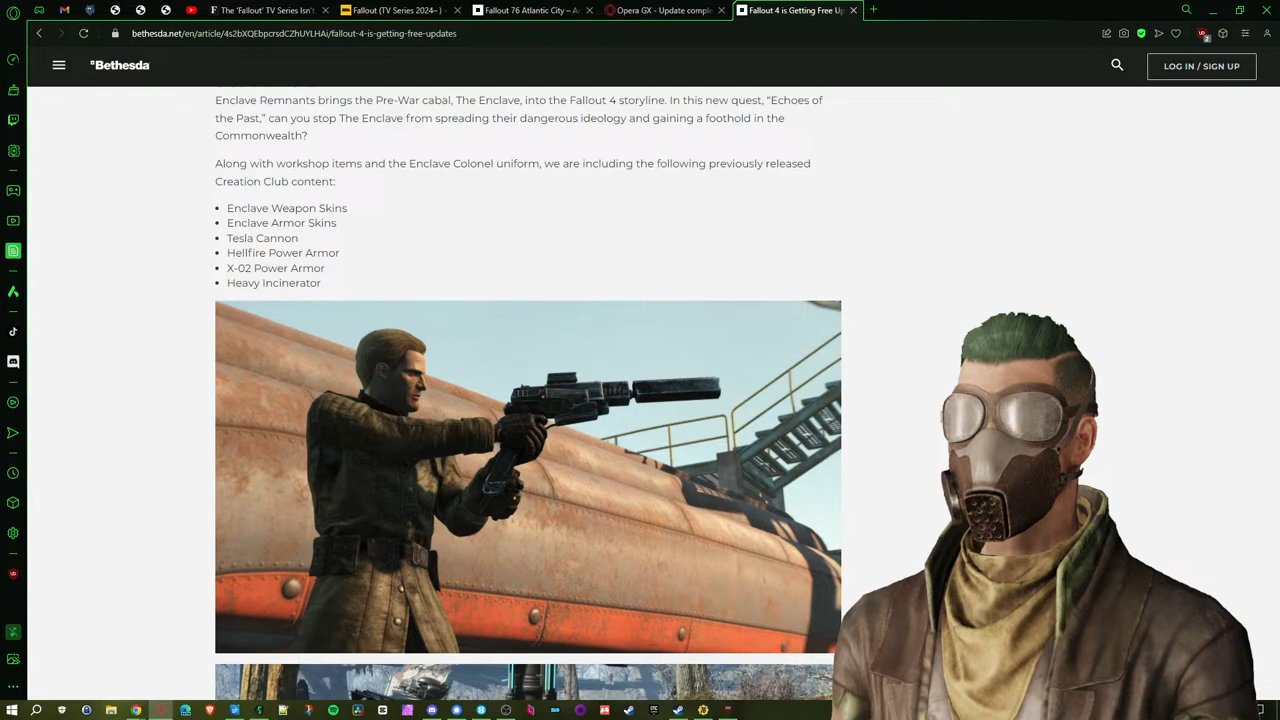 The 'Fallout' TV Series Isn't
Fallout (TV Series 2024– )
Fallout 76 Atlantic City –
Opera GX - Update comple
Fallout 4 is Getting Free Up
bethesda.net/en/article/4s2bXQEbpcrsdCZhUYLHAi/fallout-4-is-getting-free-updates
2
Bethesda
LOG IN / SIGN UP
Enclave Remnants brings the Pre-War cabal, The Enclave, into the Fallout 4 storyline. In this new quest, “Echoes of
the Past,” can you stop The Enclave from spreading their dangerous ideology and gaining a foothold in the
Commonwealth?
Along with workshop items and the Enclave Colonel uniform, we are including the following previously released
Creation Club content:
• Enclave Weapon Skins
• Enclave Armor Skins
• Tesla Cannon
• Hellfire Power Armor
• X-02 Power Armor
• Heavy Incinerator